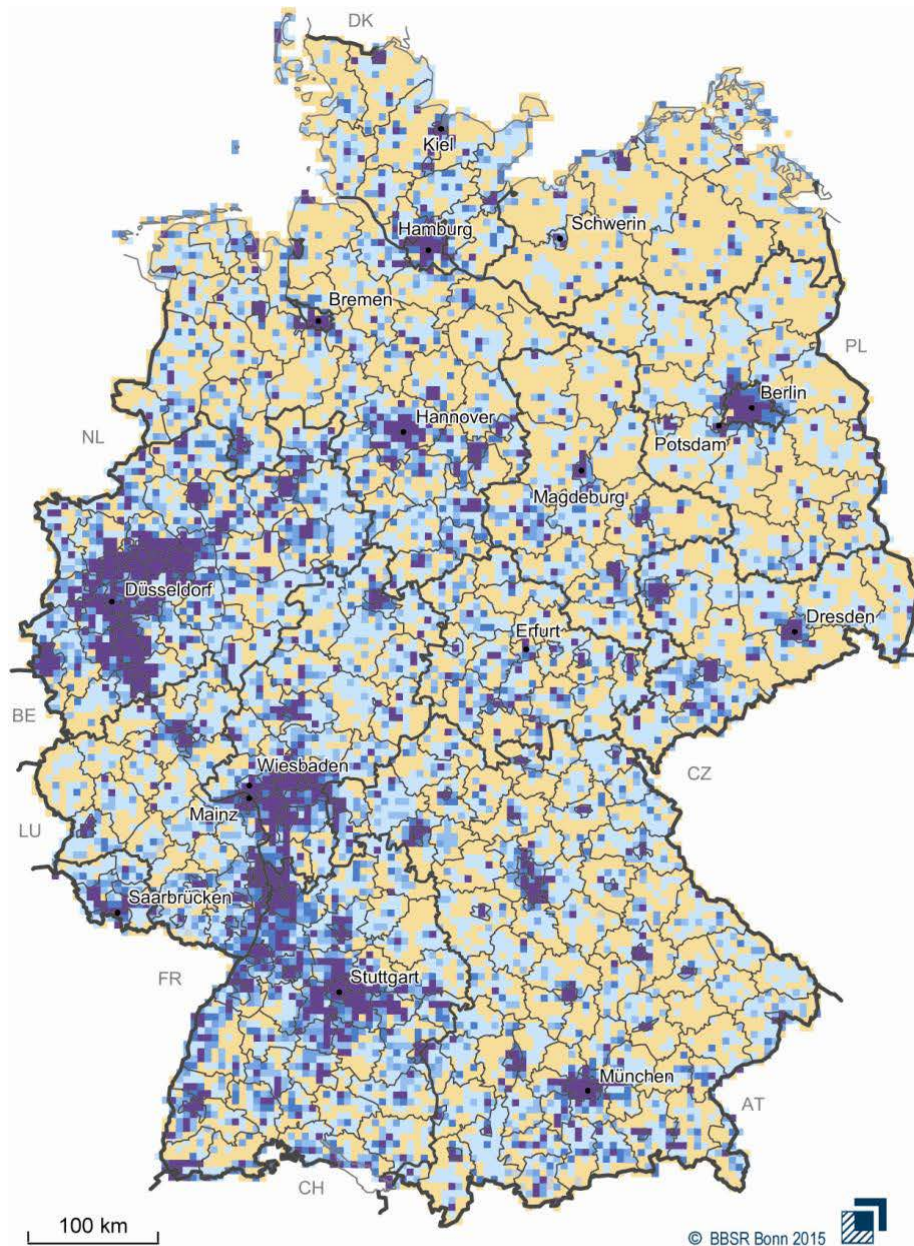 DK
Kiel
Hamburg
Schwerin
Bremen
PL
Berlin
Hannover
NL
Potsdam
Magdeburg
Düsseldorf
Dresden
Erfurt
BE
Wiesbaden
CZ
Mainz
LU
Saarbrücken
FR
Stuttgart
München
AT
CH
100 km
© BBSR Bonn 2015